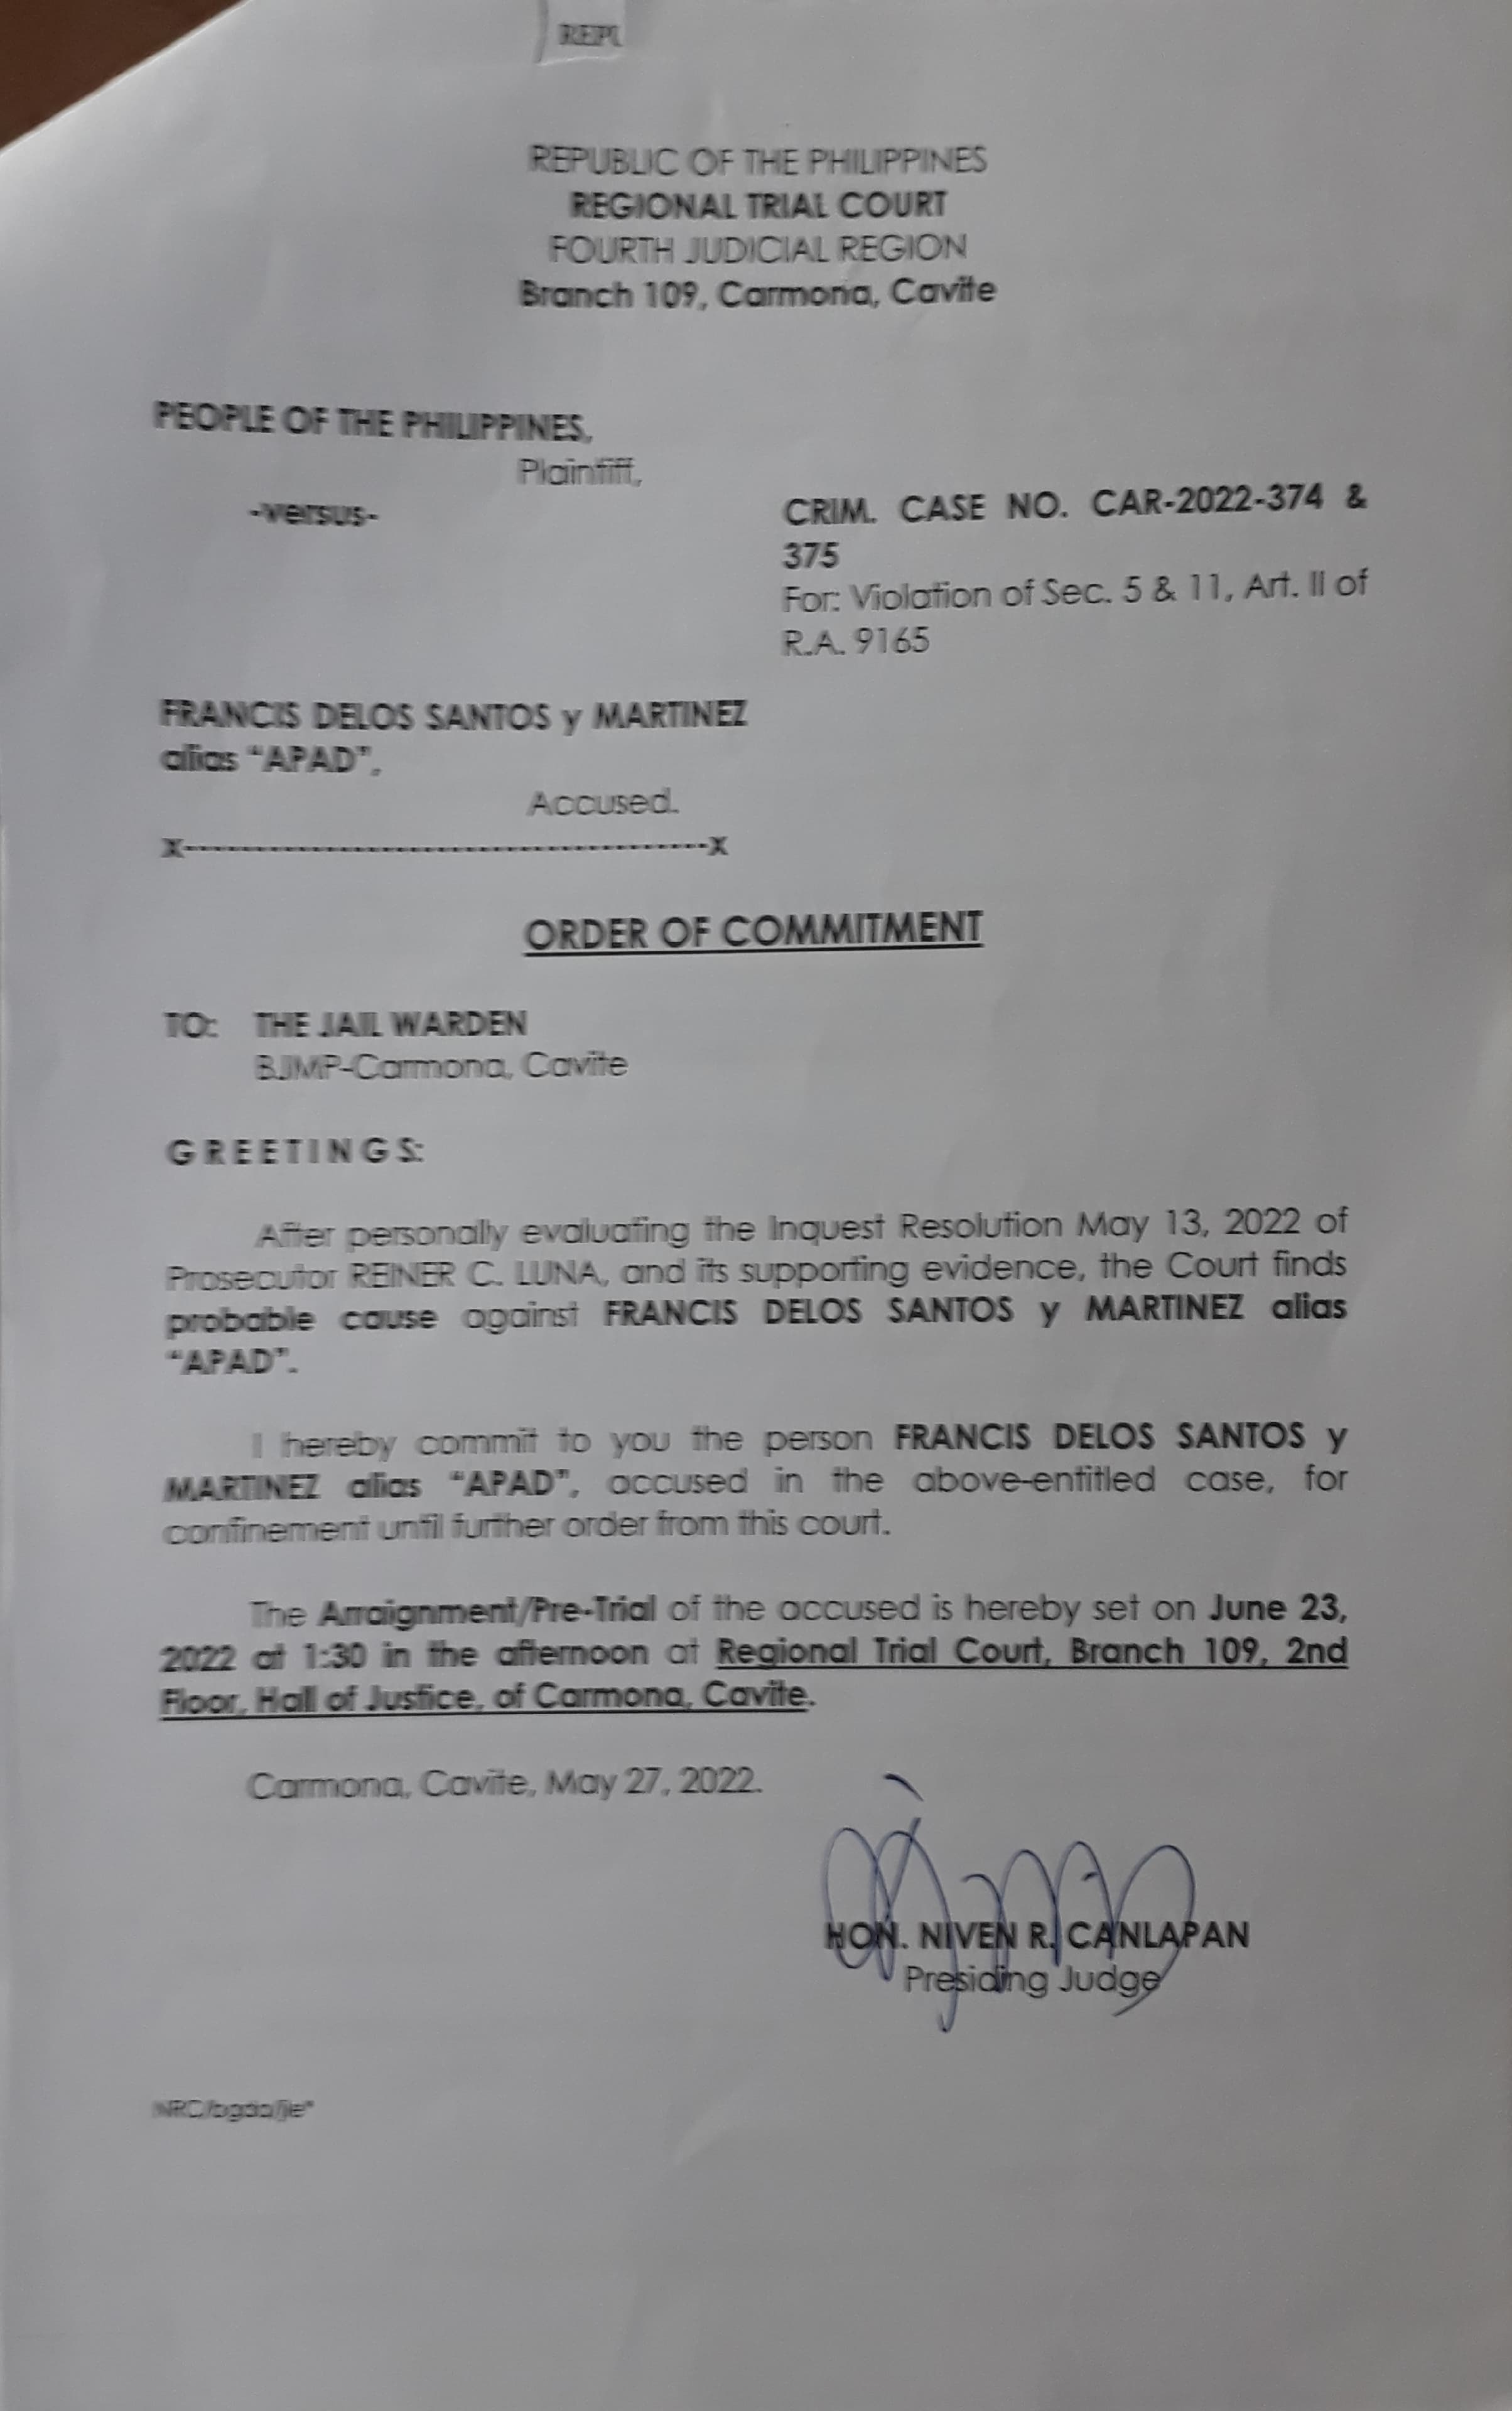 REPU
REPUBLIC OF THE PHILIPPINES
REGIONAL TRIAL COURT
FOURTH JUDICIAL REGION
Branch 109, Carmona, Cavite
PEOPLE OF THE PHILIPPINES,
Plaintiff,
-versus-
CRIM. CASE NO. CAR-2022-374 &
375
For: Violation of Sec. 5 & 11, Art. II of
R.A. 9165
FRANCIS DELOS SANTOS y MARTINEZ
alias "APAD",
Accused.
x-------------------------------------x
ORDER OF COMMITMENT
TO: THE JAIL WARDEN
BJMP-Carmona, Cavite
G R E E T I N G S:
After personally evaluating the Inquest Resolution May 13, 2022 of
Prosecutor REINER C. LUNA, and its supporting evidence, the Court finds
probable cause against FRANCIS DELOS SANTOS y MARTINEZ alias
"APAD".
I hereby commit to you the person FRANCIS DELOS SANTOS y
MARTINEZ alias "APAD", accused in the above-entitled case, for
confinement until further order from this court.
The Arraignment/Pre-Trial of the accused is hereby set on June 23,
2022 at 1:30 in the afternoon at Regional Trial Court, Branch 109, 2nd
Floor, Hall of Justice, of Carmona, Cavite.
Carmona, Cavite, May 27, 2022.
HON. NIVEN R. CANLAPAN
Presiding Judge